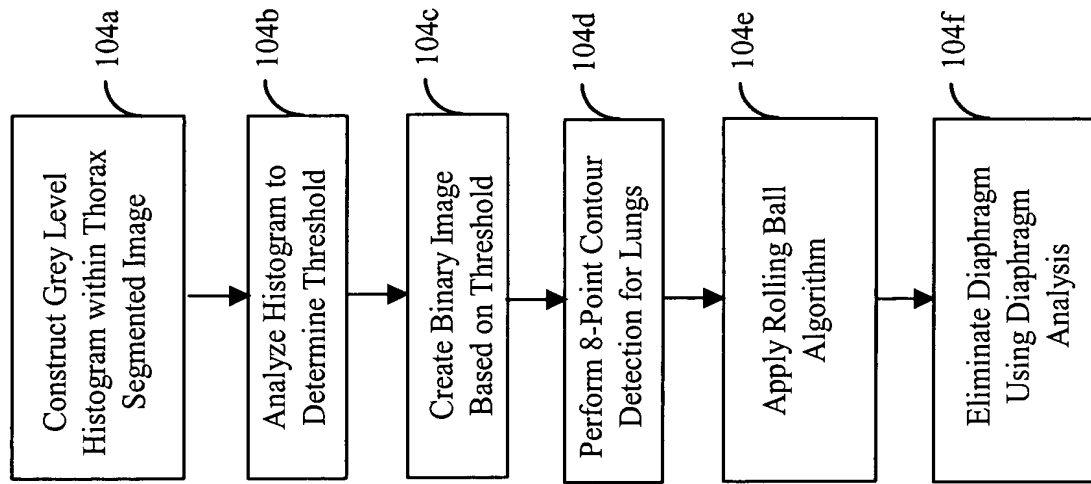 Construct Grey Level
Histogram within Thorax
Segmented Image
104a
Analyze Histogram to
Determine Threshold
104b
Create Binary Image
Based on Threshold
104c
Perform 8-Point Contour
Detection for Lungs
104d
Apply Rolling Ball
Algorithm
104e
Eliminate Diaphragm
Using Diaphragm
Analysis
104f